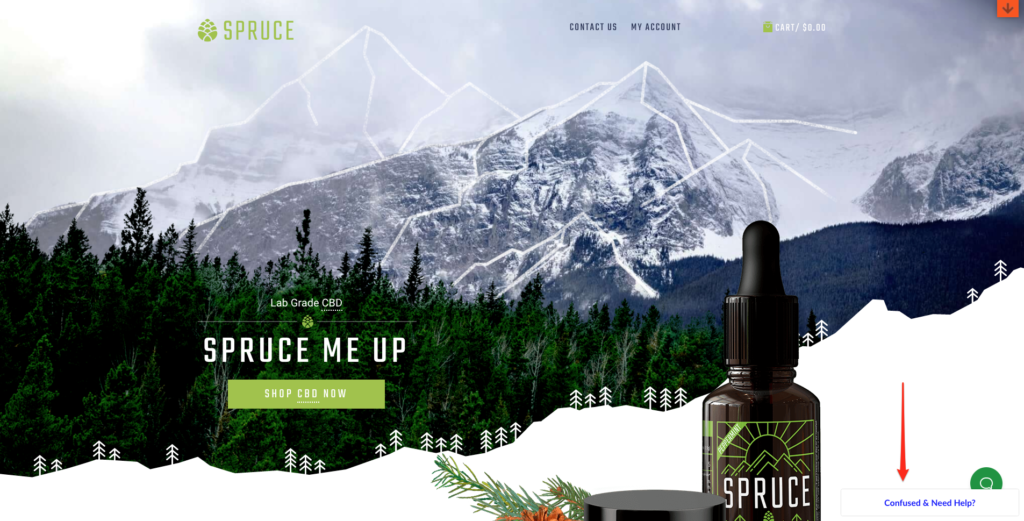 SPRUCE
CONTACT US
MY ACCOUNT
CART/ $0.00
Lab Grade CBD
SPRUCE ME UP
SHOP CBD NOW
PEPPERMINT
SPRUCE
Confused & Need Help?